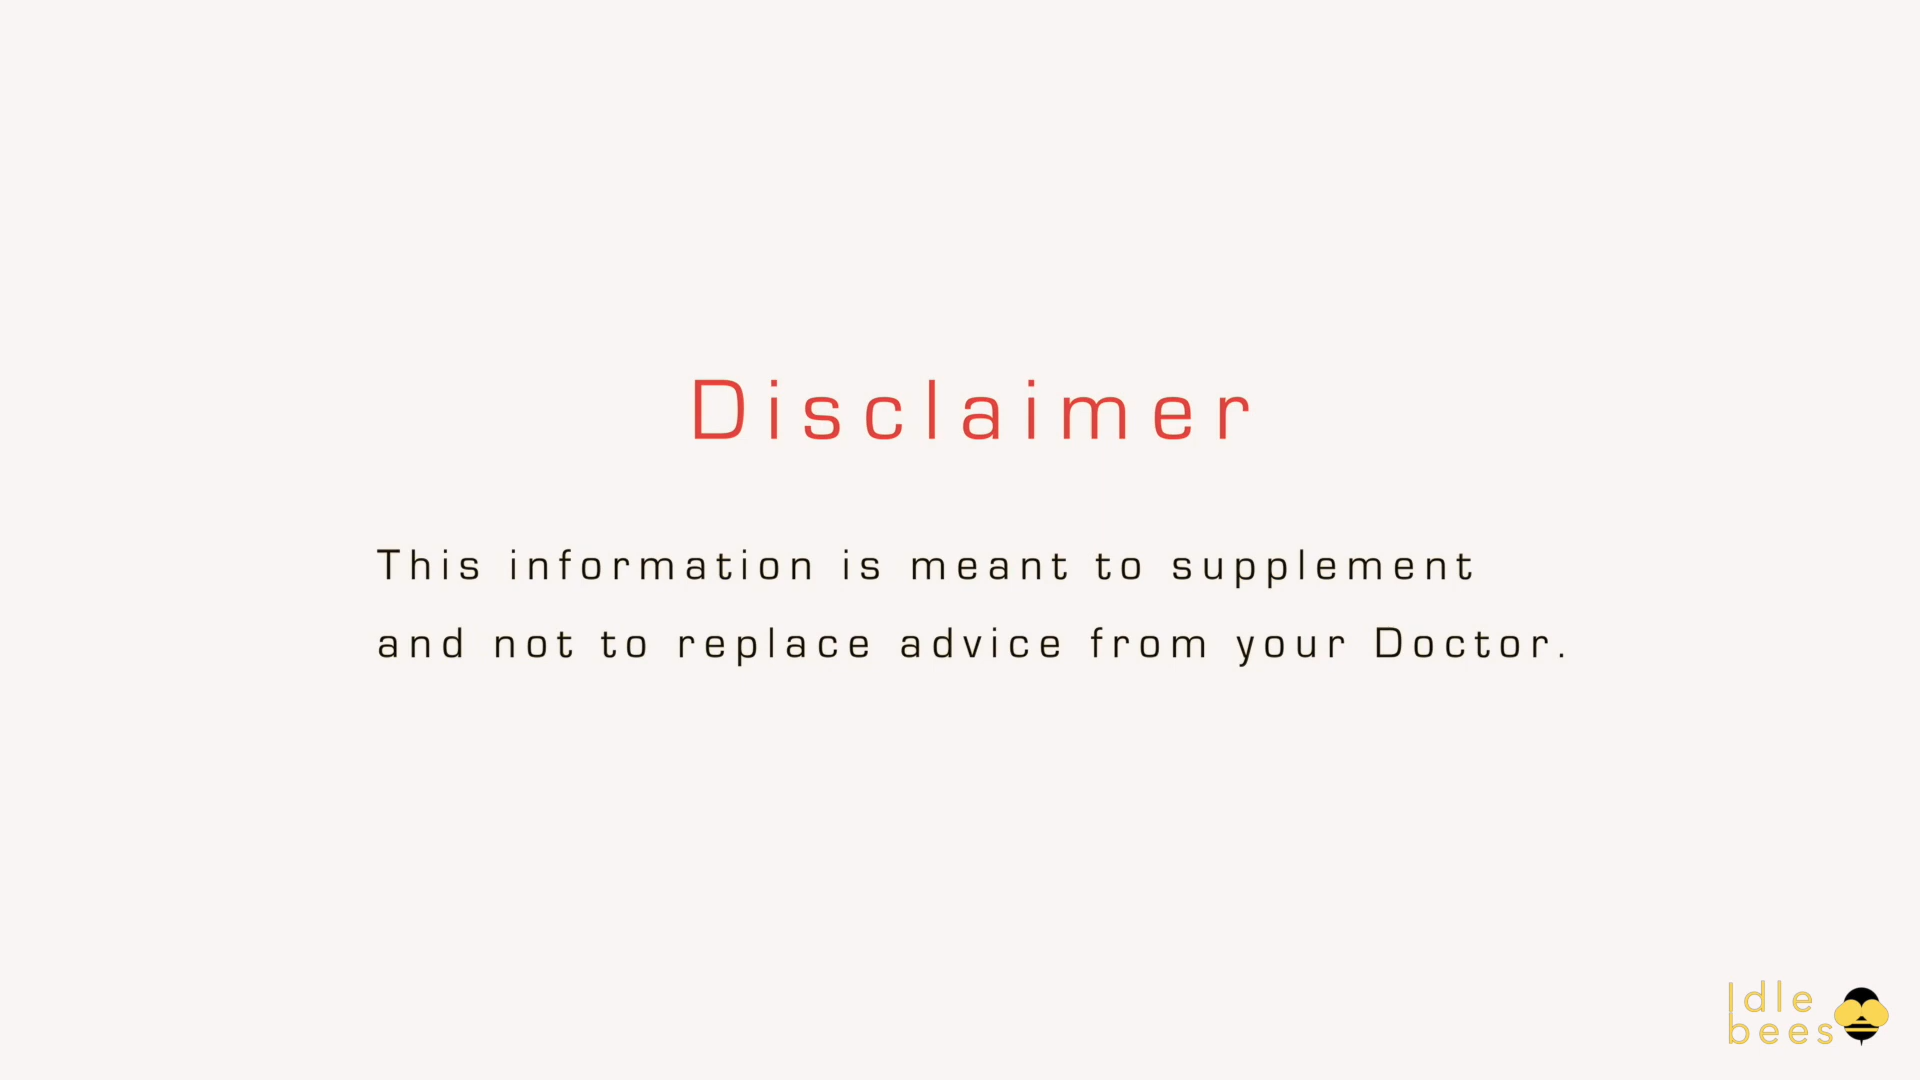 Disclaimer
This information is meant to supplement
and not to replace advice from your Doctor.
Idle
bees